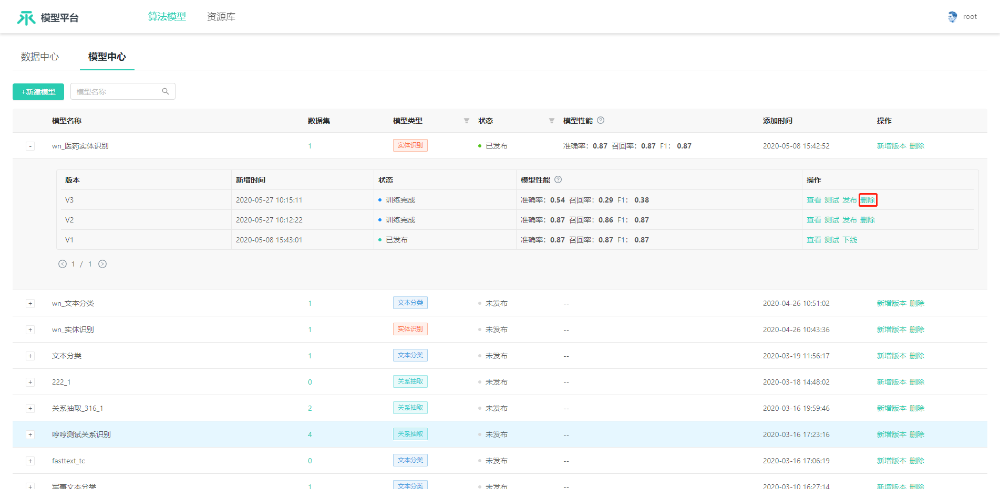 模型平台 算法模型 资源库 root
数据中心 模型中心
+新建模型 模型名称
模型名称 数据集 模型类型 状态 模型性能 ? 添加时间 操作
- wn_医药实体识别 1 实体识别 已发布 准确率: 0.87 召回率: 0.87 F1: 0.87 2020-05-08 15:42:52 新增版本 删除
版本 新增时间 状态 模型性能 ? 操作
V3 2020-05-27 10:15:11 训练完成 准确率: 0.54 召回率: 0.29 F1: 0.38 查看 测试 发布 删除
V2 2020-05-27 10:12:22 训练完成 准确率: 0.87 召回率: 0.86 F1: 0.87 查看 测试 发布 删除
V1 2020-05-08 15:43:01 已发布 准确率: 0.87 召回率: 0.87 F1: 0.87 查看 测试 下线
< 1 / 1 >
+ wn_文本分类 1 文本分类 未发布 -- 2020-04-26 10:51:02 新增版本 删除
+ wn_实体识别 1 实体识别 未发布 -- 2020-04-26 10:43:36 新增版本 删除
+ 文本分类 1 文本分类 未发布 -- 2020-03-19 11:56:17 新增版本 删除
+ 222_1 0 关系抽取 未发布 -- 2020-03-18 14:48:02 新增版本 删除
+ 关系抽取_316_1 2 关系抽取 未发布 -- 2020-03-16 19:59:46 新增版本 删除
+ 哼哼测试关系识别 4 关系抽取 未发布 -- 2020-03-16 17:23:16 新增版本 删除
+ fasttext_tc 0 文本分类 未发布 -- 2020-03-16 17:06:19 新增版本 删除
+ 军事文本分类 1 文本分类 未发布 -- 2020-03-10 16:27:14 新增版本 删除